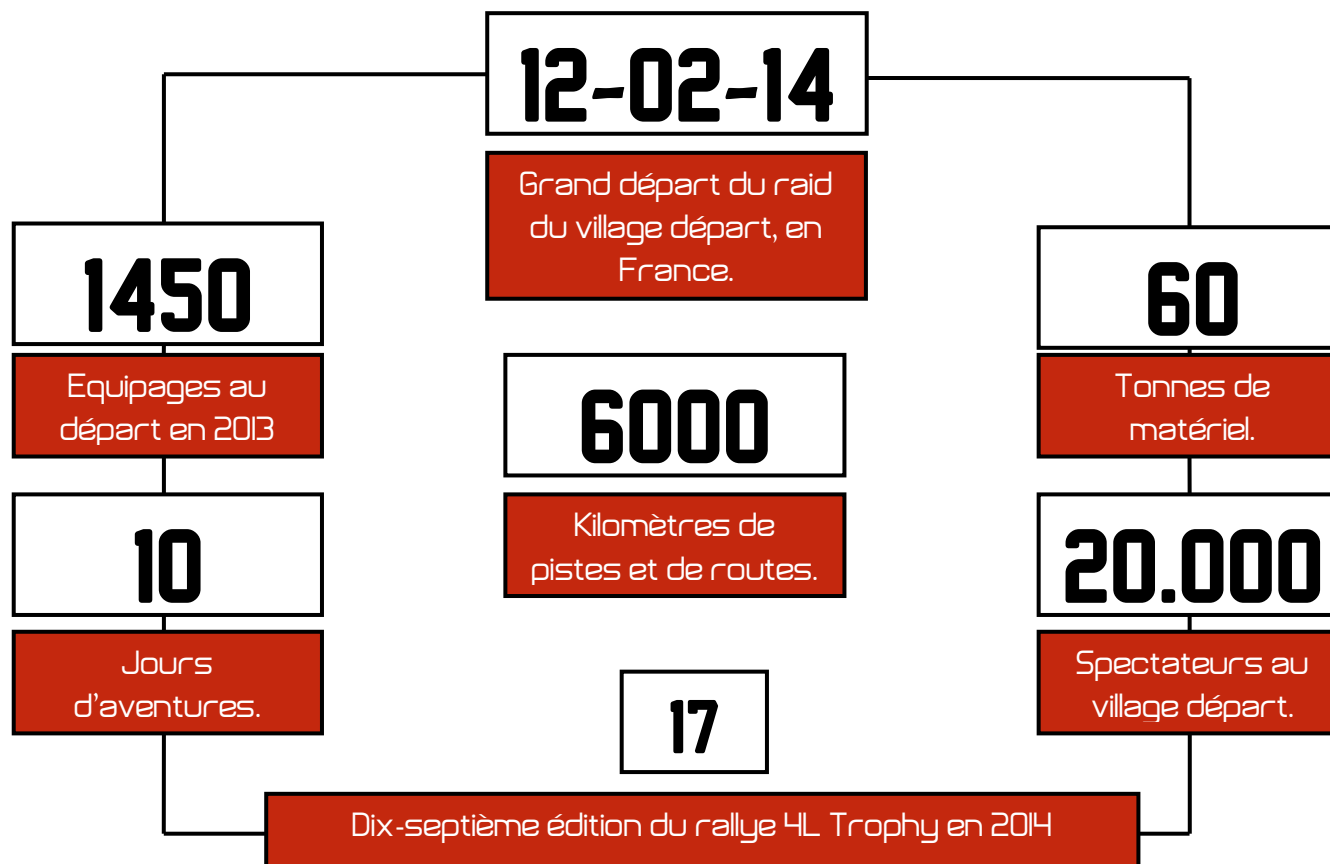 12-02-14
Grand départ du raid
du village départ, en
France.
1450
Equipages au
départ en 2013
60
Tonnes de
matériel.
6000
Kilomètres de
pistes et de routes.
10
Jours
d'aventures.
20.000
Spectateurs au
village départ.
17
Dix-septième édition du rallye 4L Trophy en 2014